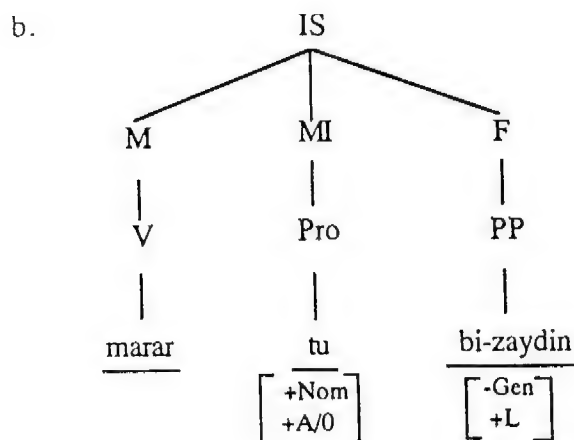 b.
IS
M MI F
V Pro PP
marar tu bi-zaydin
+Nom -Gen
+A/0 +L